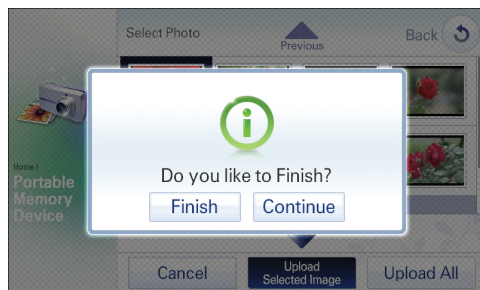 Select Photo
Previous
Back
Home |
Portable
Memory
Device
Do you like to Finish?
Finish
Continue
Cancel
Upload
Selected Image
Upload All